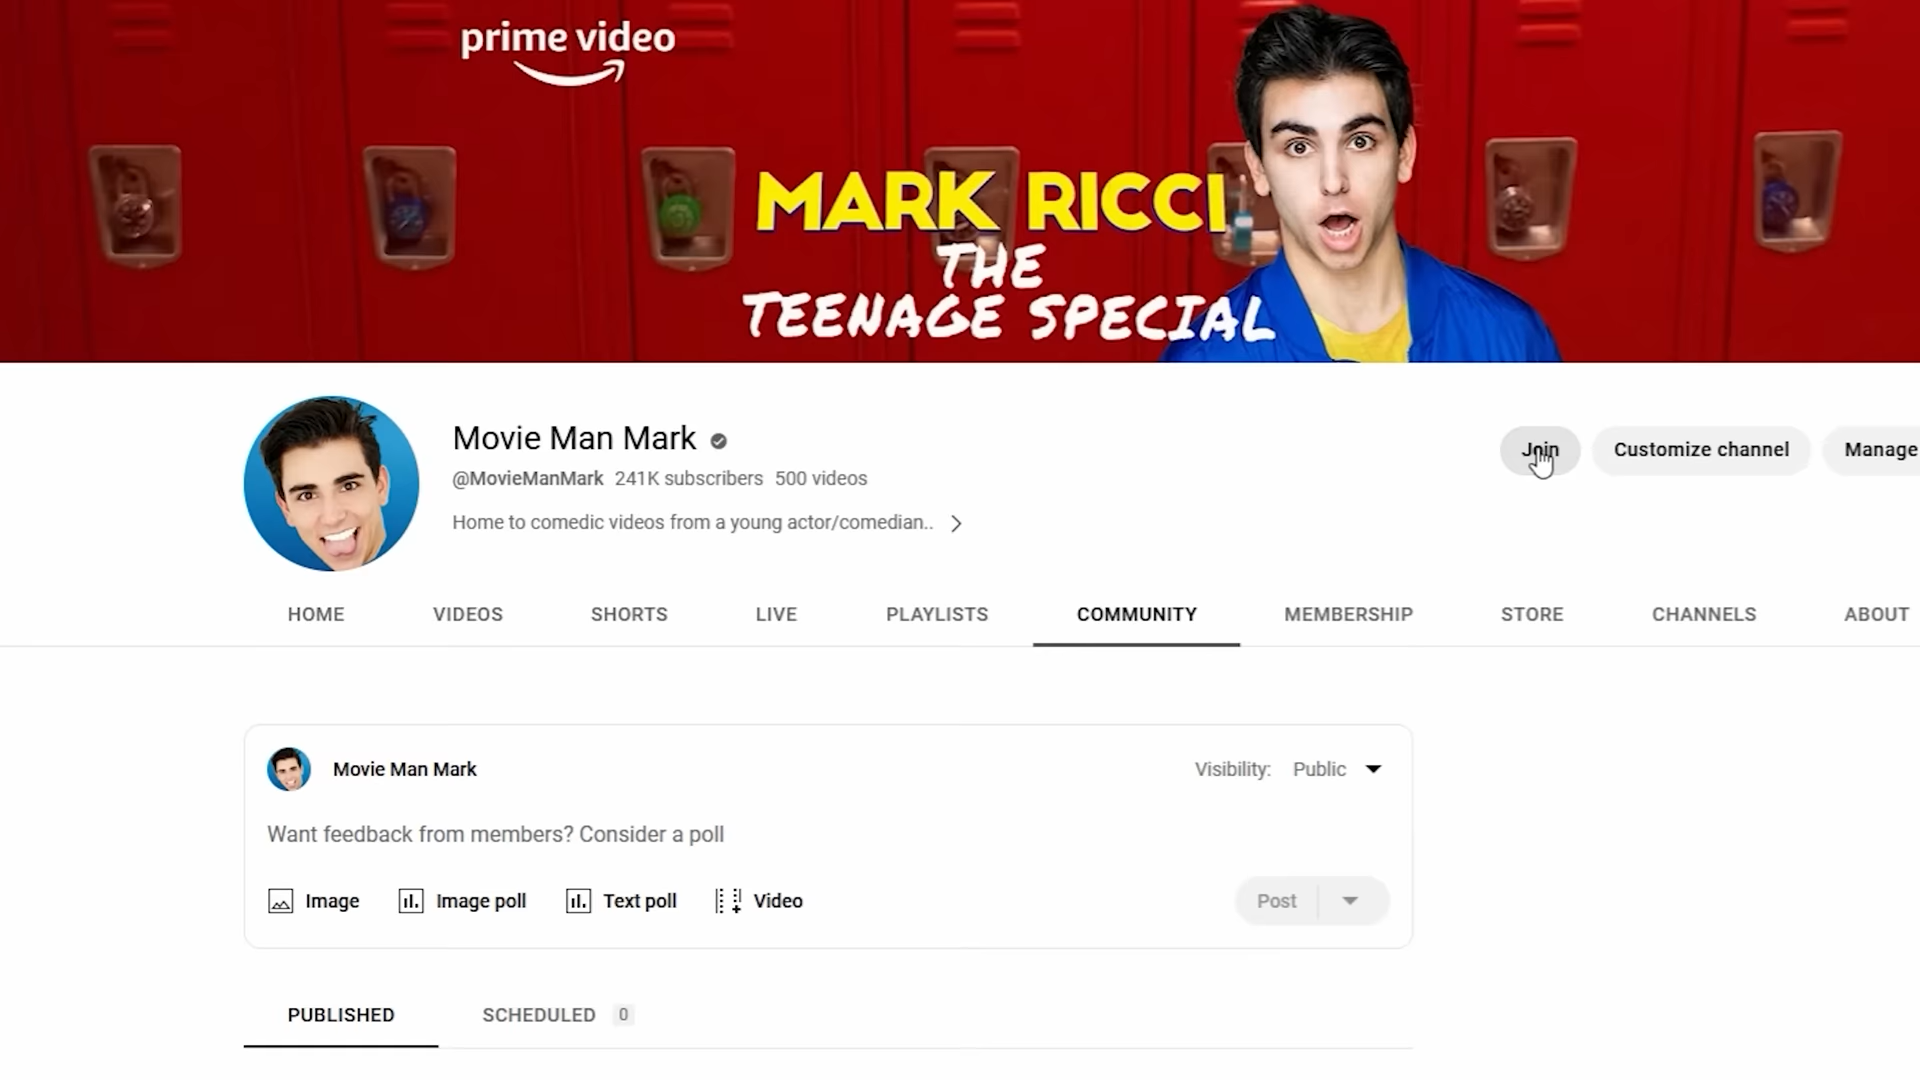 prime video
MARK RICCI
THE
TEENAGE SPECIAL
Movie Man Mark
@MovieManMark 241K subscribers 500 videos
Home to comedic videos from a young actor/comedian..
Join Customize channel Manage
HOME VIDEOS SHORTS LIVE PLAYLISTS COMMUNITY MEMBERSHIP STORE CHANNELS ABOUT
Movie Man Mark Visibility: Public
Want feedback from members? Consider a poll
Image Image poll Text poll Video Post
PUBLISHED SCHEDULED 0